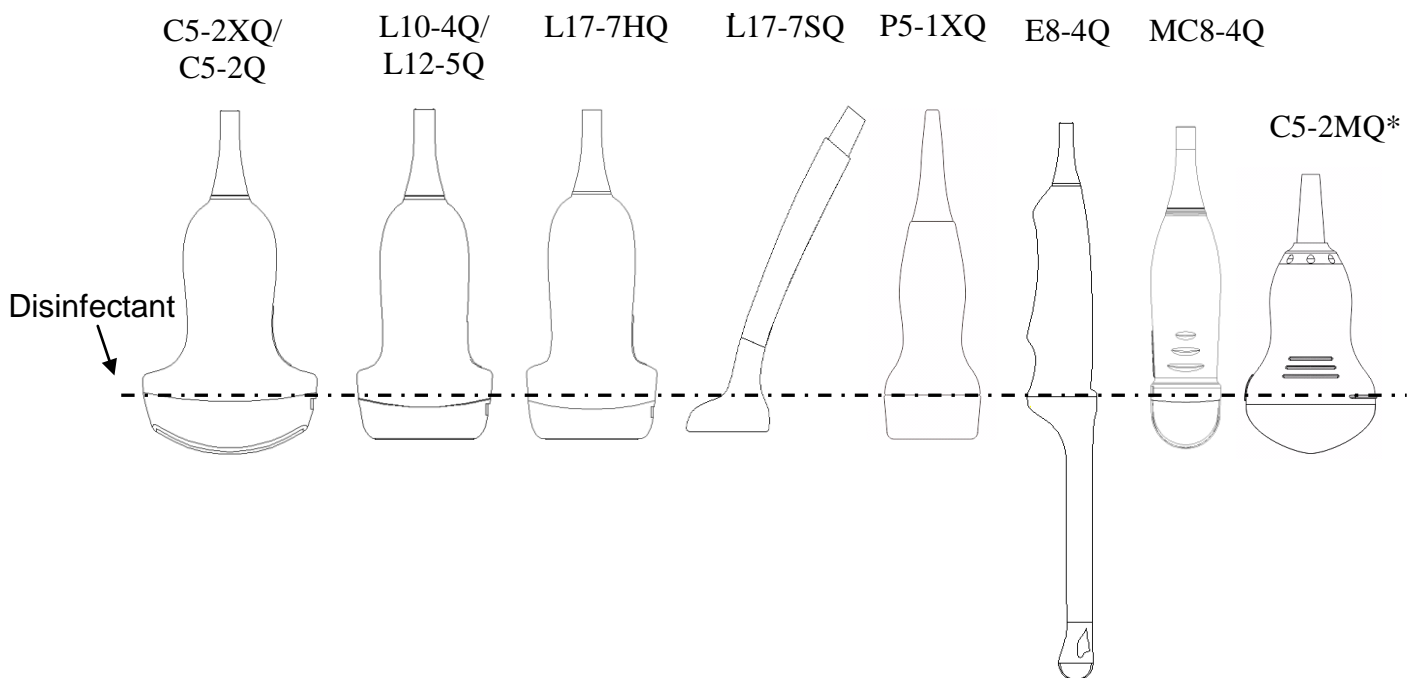 C5-2XQ/
C5-2Q
L10-4Q/
L12-5Q
L17-7HQ
L17-7SQ
P5-1XQ
E8-4Q
MC8-4Q
C5-2MQ*
Disinfectant